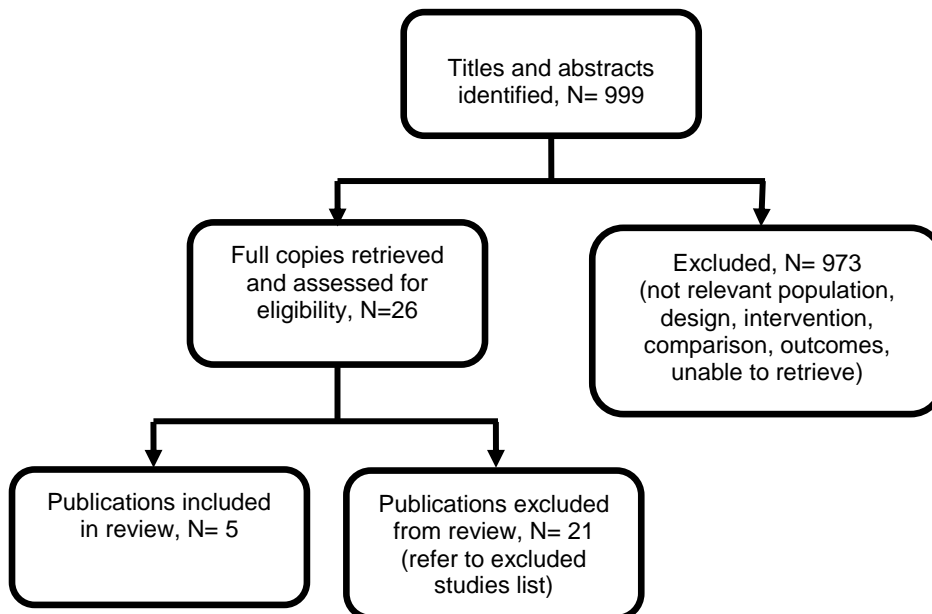 Titles and abstracts
identified, N= 999
Full copies retrieved
and assessed for
eligibility, N=26
Excluded, N= 973
(not relevant population,
design, intervention,
comparison, outcomes,
unable to retrieve)
Publications included
in review, N= 5
Publications excluded
from review, N= 21
(refer to excluded
studies list)